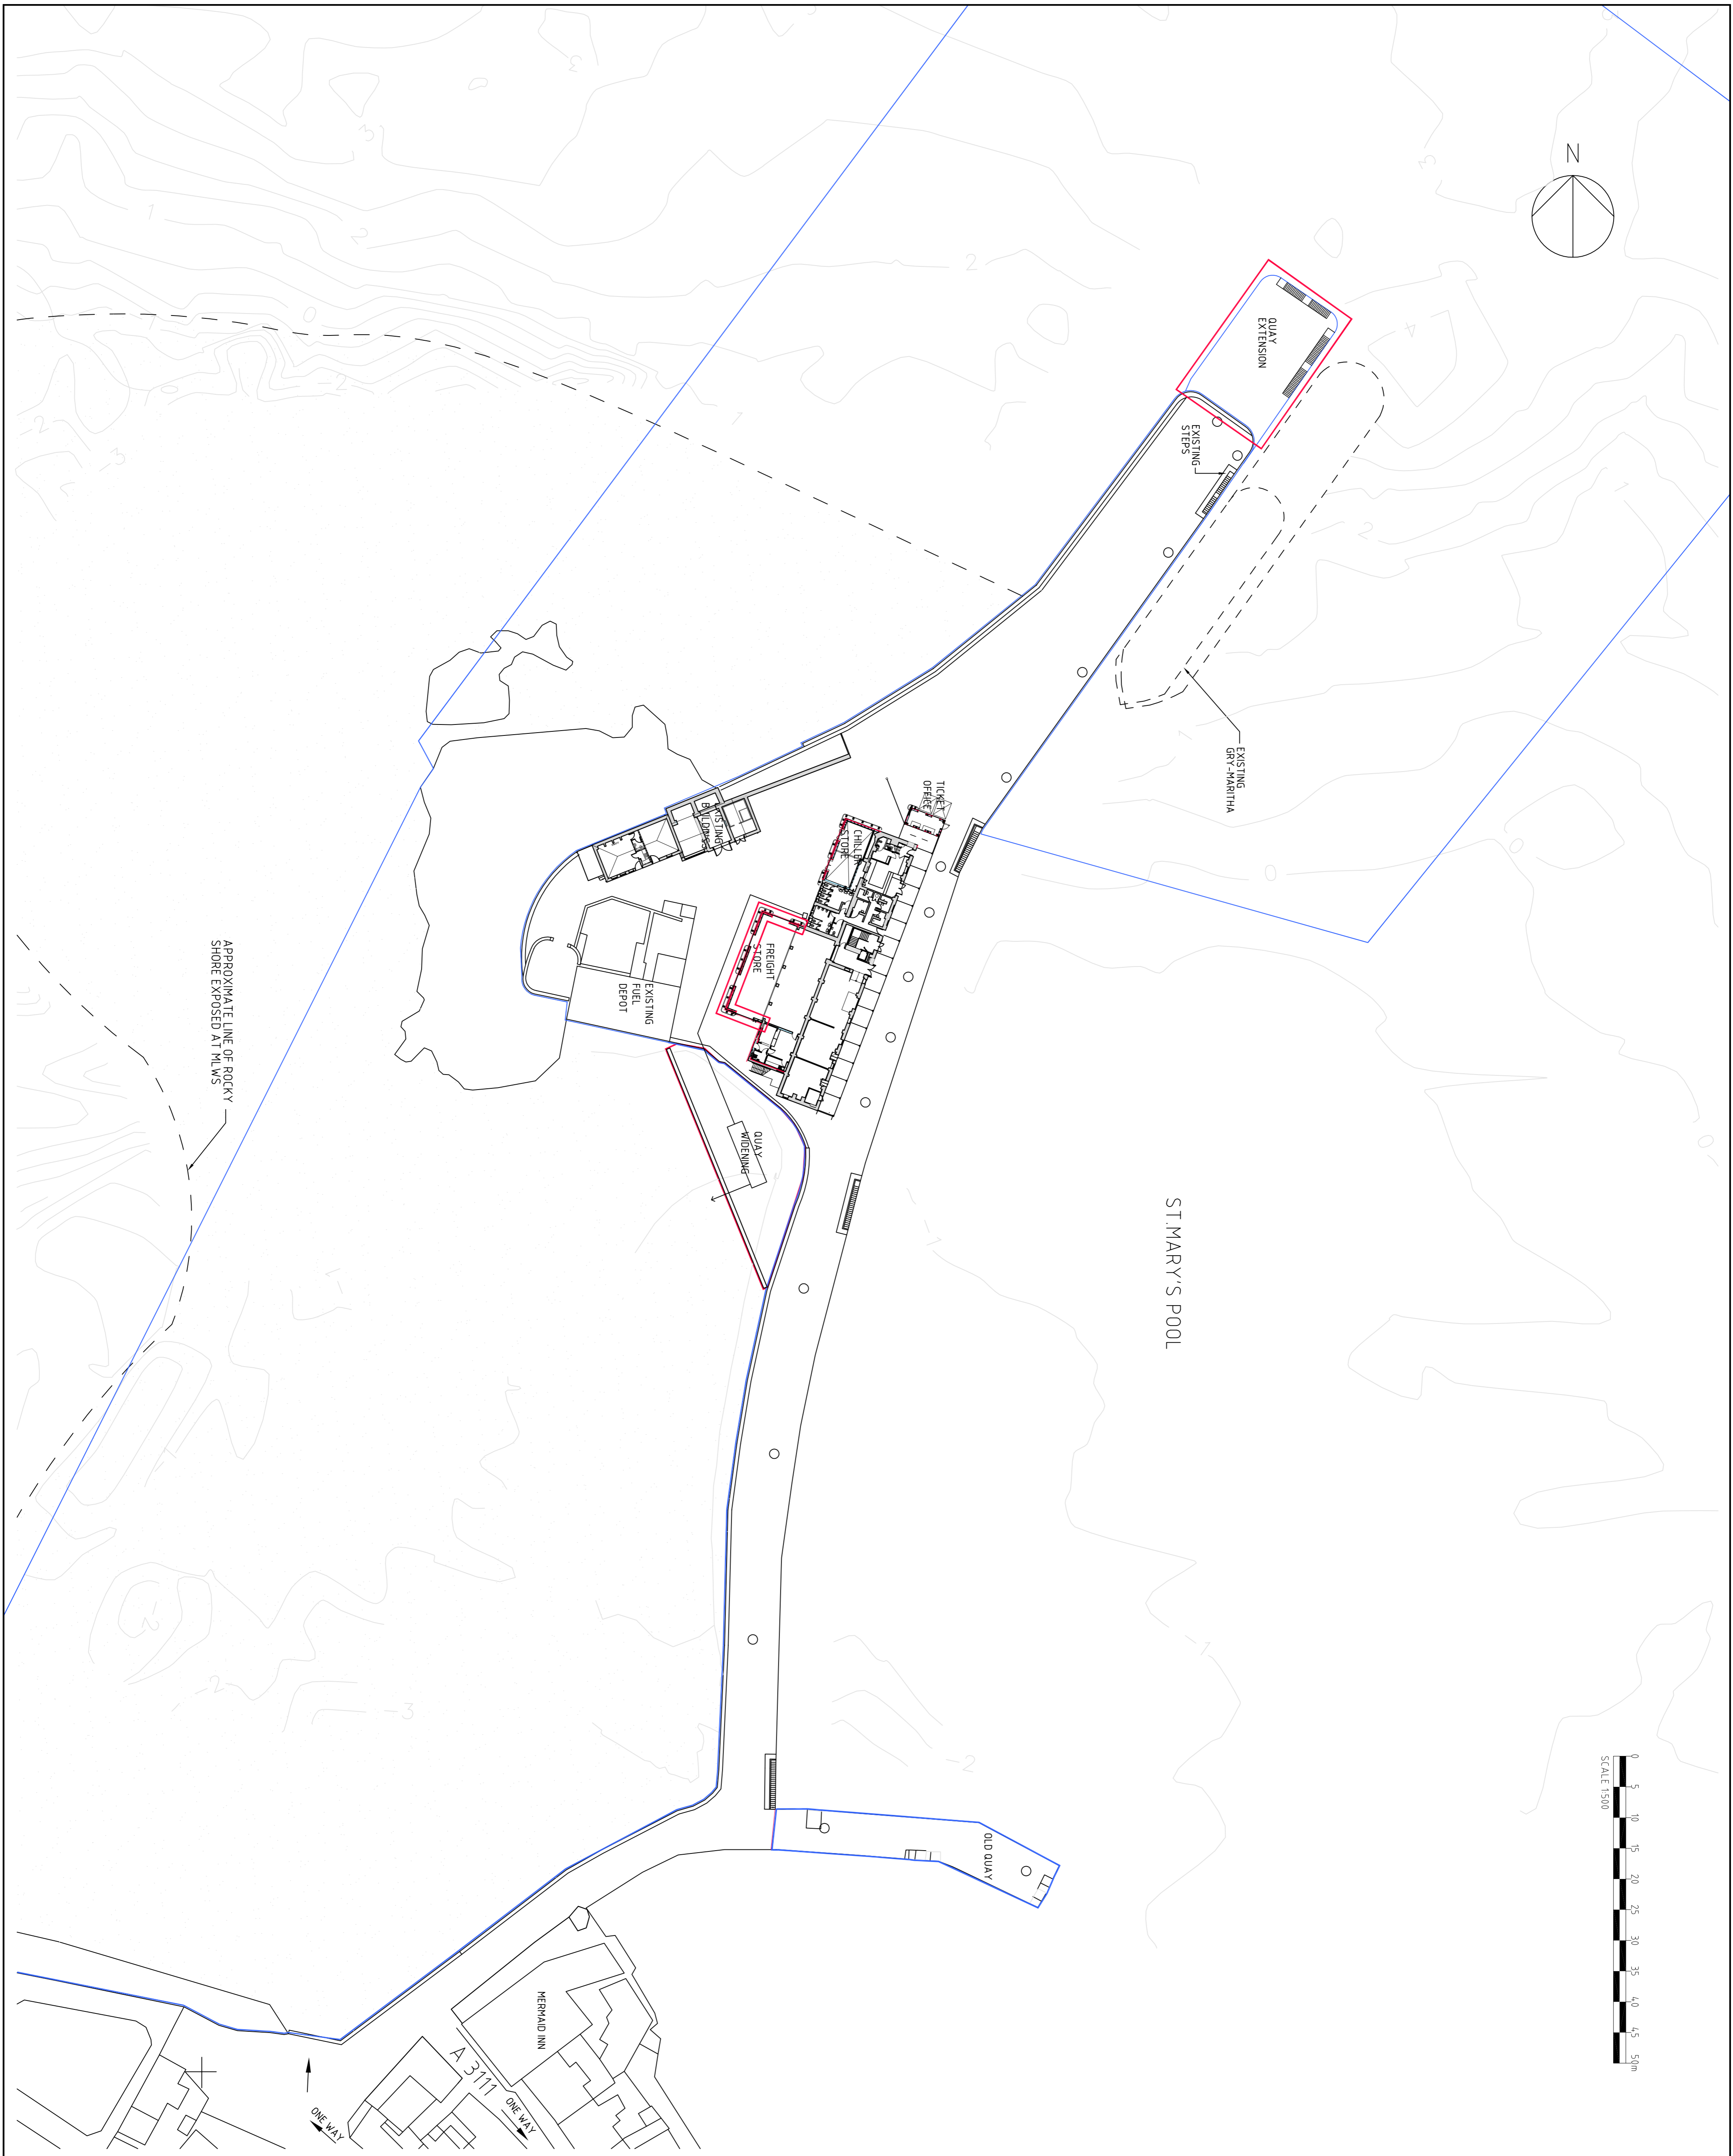 N
QUAY
EXTENSION
EXISTING
STEPS
EXISTING
GRY-MARITHA
TICKET
OFFICE
CHILLER
STORE
FREIGHT
STORE
EXISTING
FUEL
DEPOT
QUAY
WIDENING
APPROXIMATE LINE OF ROCKY
SHORE EXPOSED AT MLWS
ST.MARY'S POOL
OLD QUAY
MERMAID INN
A 3111
ONE WAY
ONE WAY
0 5 10 15 20 25 30 35 40 45 50m
SCALE 1:500